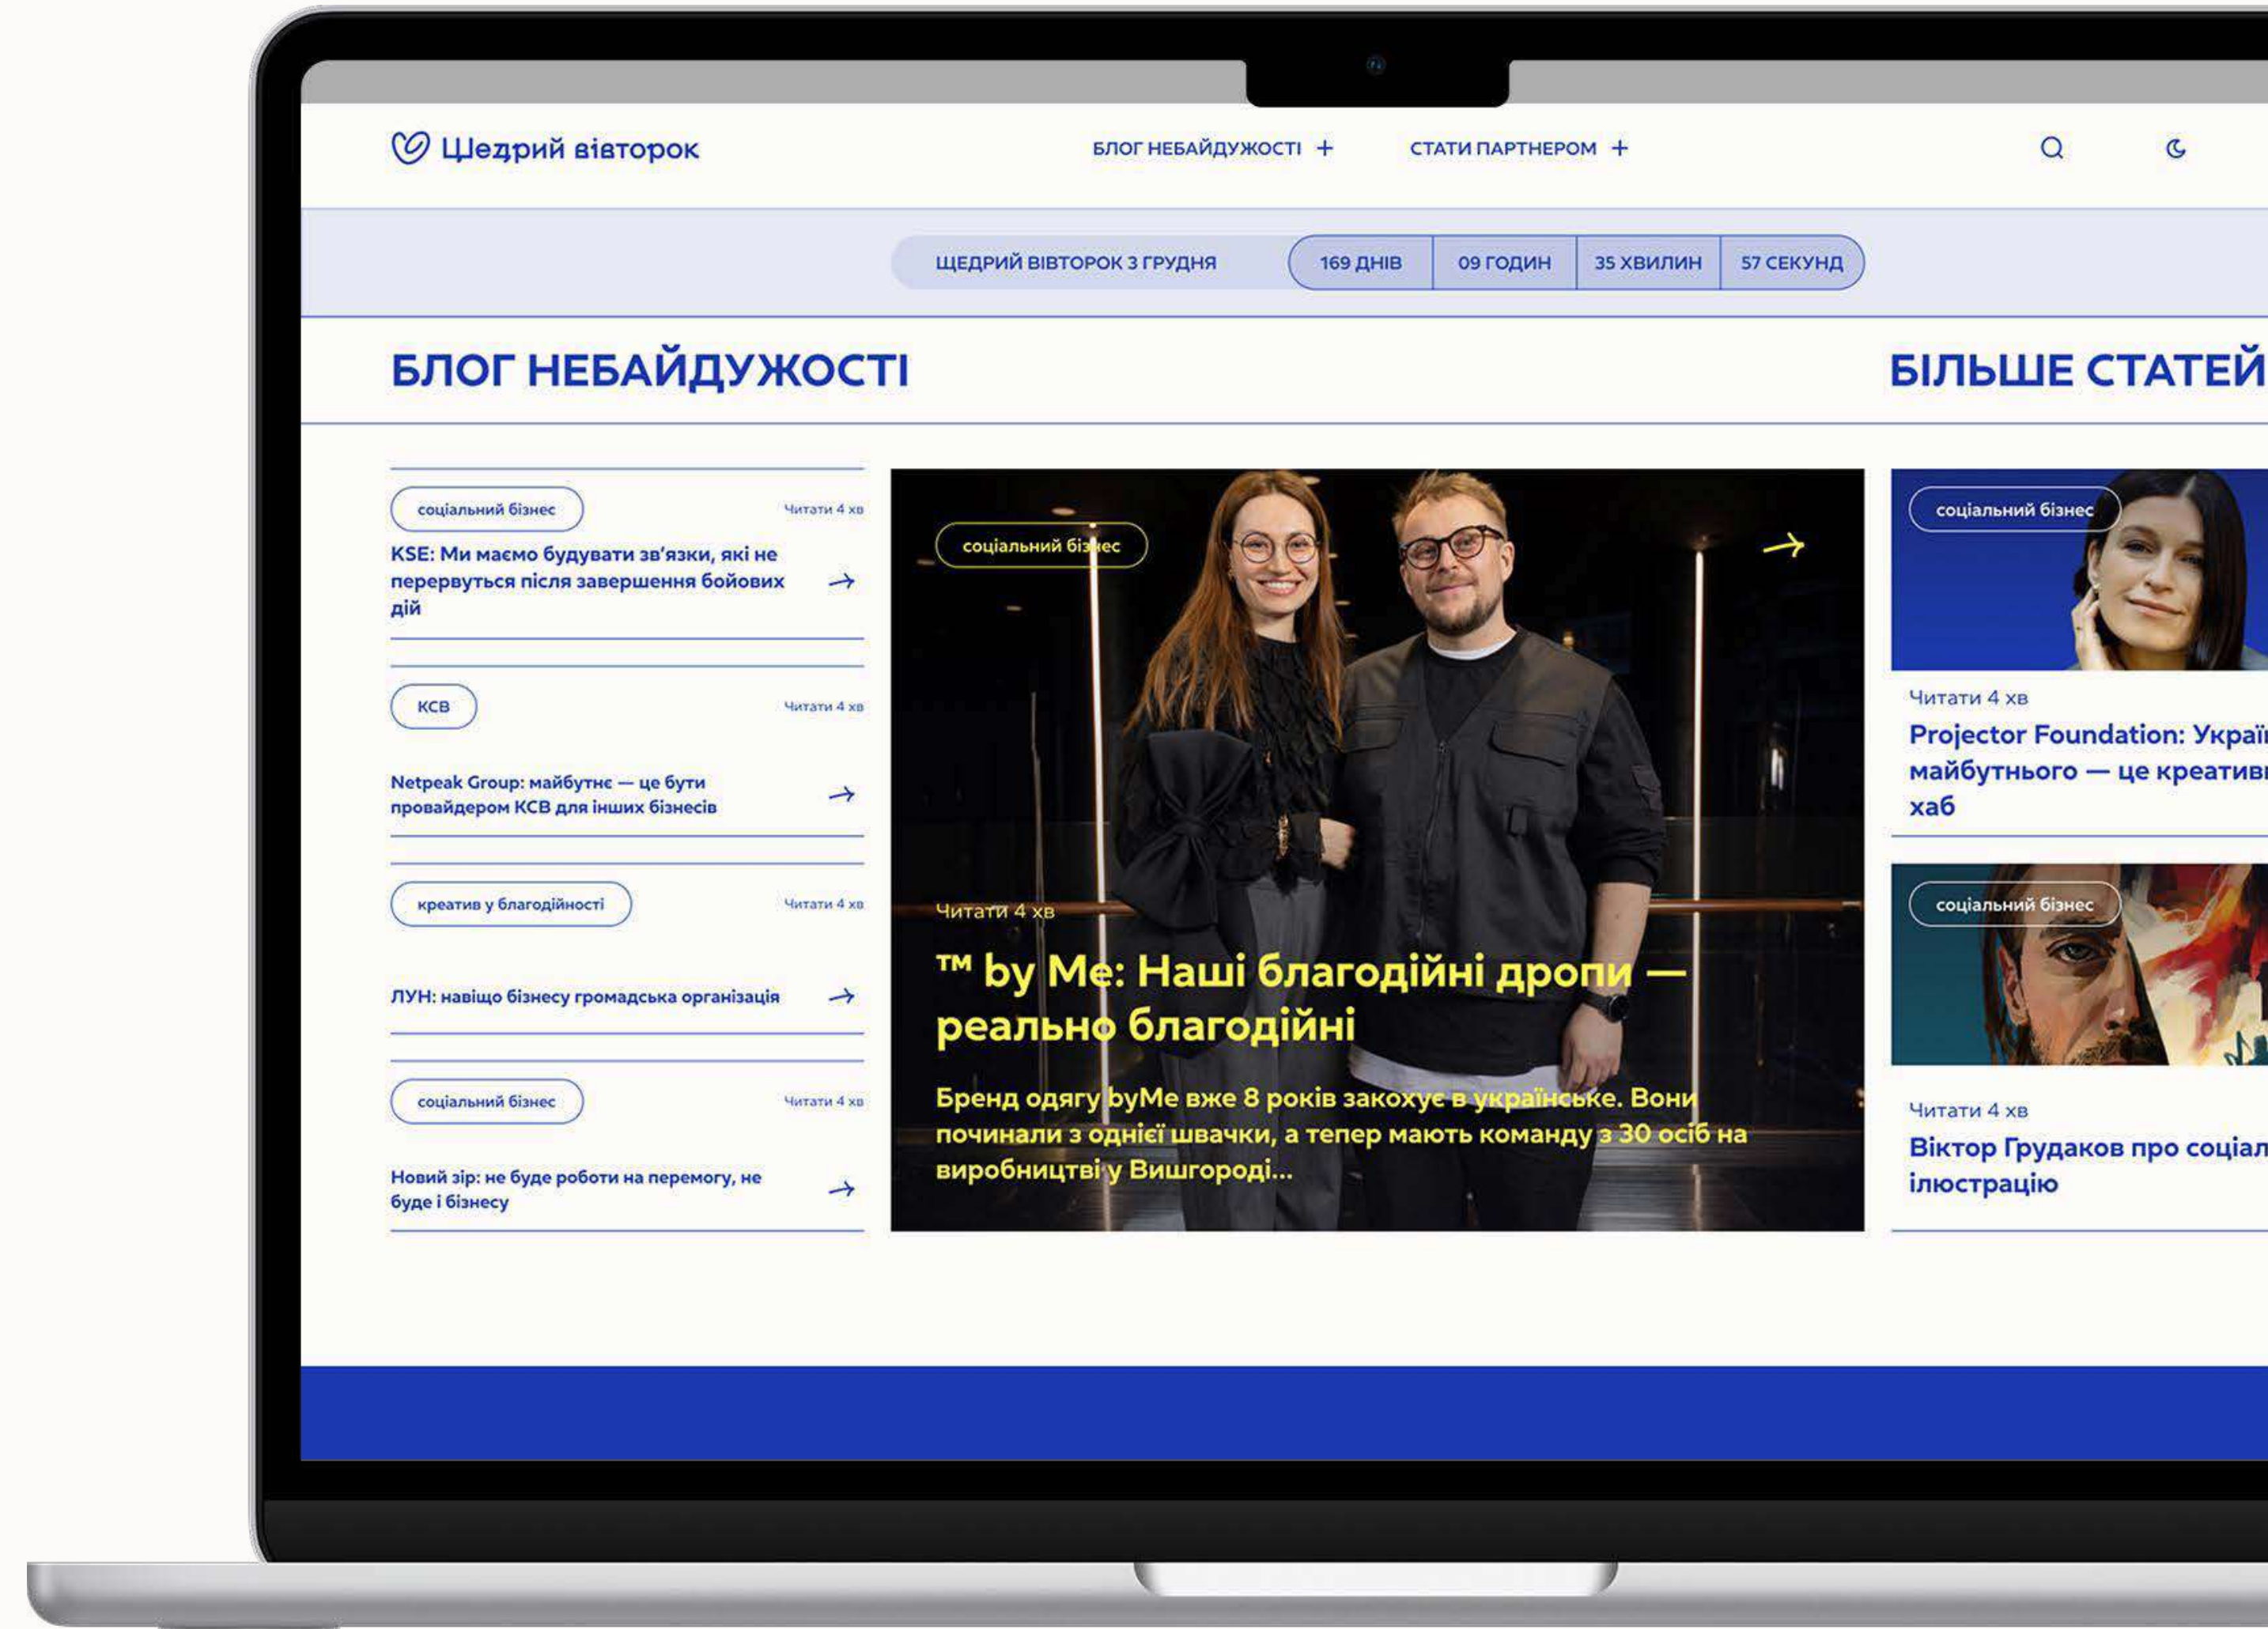 Щедрий вівторок
БЛОГ НЕБАЙДУЖОСТІ +
СТАТИ ПАРТНЕРОМ +
ЩЕДРИЙ ВІВТОРОК 3 ГРУДНЯ
169 ДНІВ
09 ГОДИН
35 ХВИЛИН
57 СЕКУНД
БЛОГ НЕБАЙДУЖОСТІ
БІЛЬШЕ СТАТЕЙ
соціальний бізнес
Читати 4 хв
KSE: Ми маємо будувати зв’язки, які не
перервуться після завершення бойових
дій
КСВ
Читати 4 хв
Netpeak Group: майбутнє — це бути
провайдером КСВ для інших бізнесів
креатив у благодійності
Читати 4 хв
ЛУН: навіщо бізнесу громадська організація
соціальний бізнес
Читати 4 хв
Новий зір: не буде роботи на перемогу, не
буде і бізнесу
соціальний бізнес
Читати 4 хв
™ by Me: Наші благодійні дропи —
реально благодійні
Бренд одягу byMe вже 8 років закохує в українське. Вони
починали з однієї швачки, а тепер мають команду з 30 осіб на
виробництві у Вишгороді...
соціальний бізнес
Читати 4 хв
Projector Foundation:
майбутнього — це
хаб
соціальний бізнес
Читати 4 хв
Віктор Грудаков про
ілюстрацію